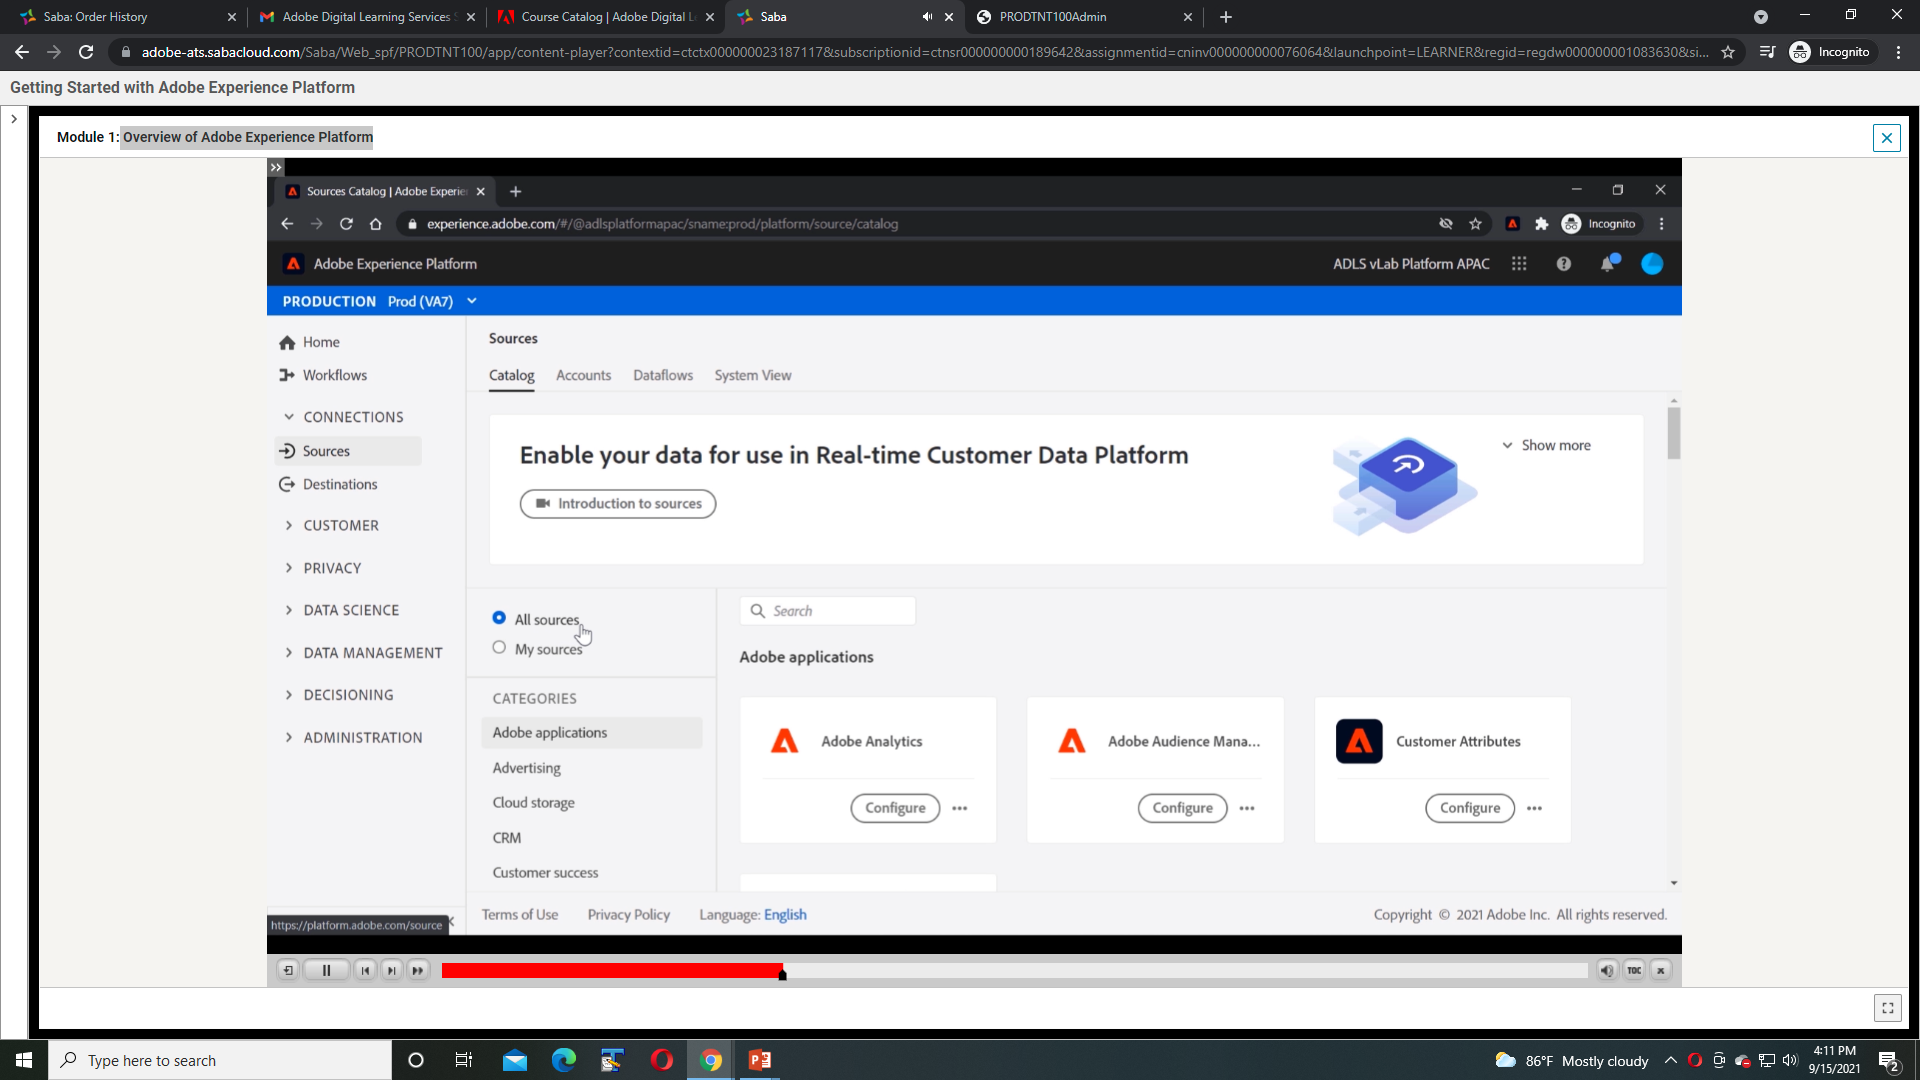 Saba: Order History
Adobe Digital Learning Services S
Course Catalog | Adobe Digital L
Saba
PRODTNT100Admin
adobe-ats.sabacloud.com/Saba/Web_spf/PRODTNT100/app/content-player?contextid=ctctx000000023187117&subscriptionid=ctnsr000000000189642&assignmentid=cninv000000000076064&launchpoint=LEARNER&regid=regdw000000001083630&si...
Incognito
Getting Started with Adobe Experience Platform
Module 1: Overview of Adobe Experience Platform
Sources Catalog | Adobe Experie
experience.adobe.com/#/@adlsplatformapac/sname:prod/platform/source/catalog
Incognito
Adobe Experience Platform
ADLS vLab Platform APAC
PRODUCTION Prod (VA7)
Home
Workflows
CONNECTIONS
Sources
Destinations
CUSTOMER
PRIVACY
DATA SCIENCE
DATA MANAGEMENT
DECISIONING
ADMINISTRATION
Sources
Catalog
Accounts
Dataflows
System View
Enable your data for use in Real-time Customer Data Platform
Show more
Introduction to sources
All sources
My sources
CATEGORIES
Adobe applications
Advertising
Cloud storage
CRM
Customer success
Search
Adobe applications
Adobe Analytics
Configure
Adobe Audience Mana...
Configure
Customer Attributes
Configure
Terms of Use
Privacy Policy
Language: English
Copyright © 2021 Adobe Inc. All rights reserved.
https://platform.adobe.com/source
TOC
Type here to search
86°F Mostly cloudy
4:11 PM
9/15/2021
2